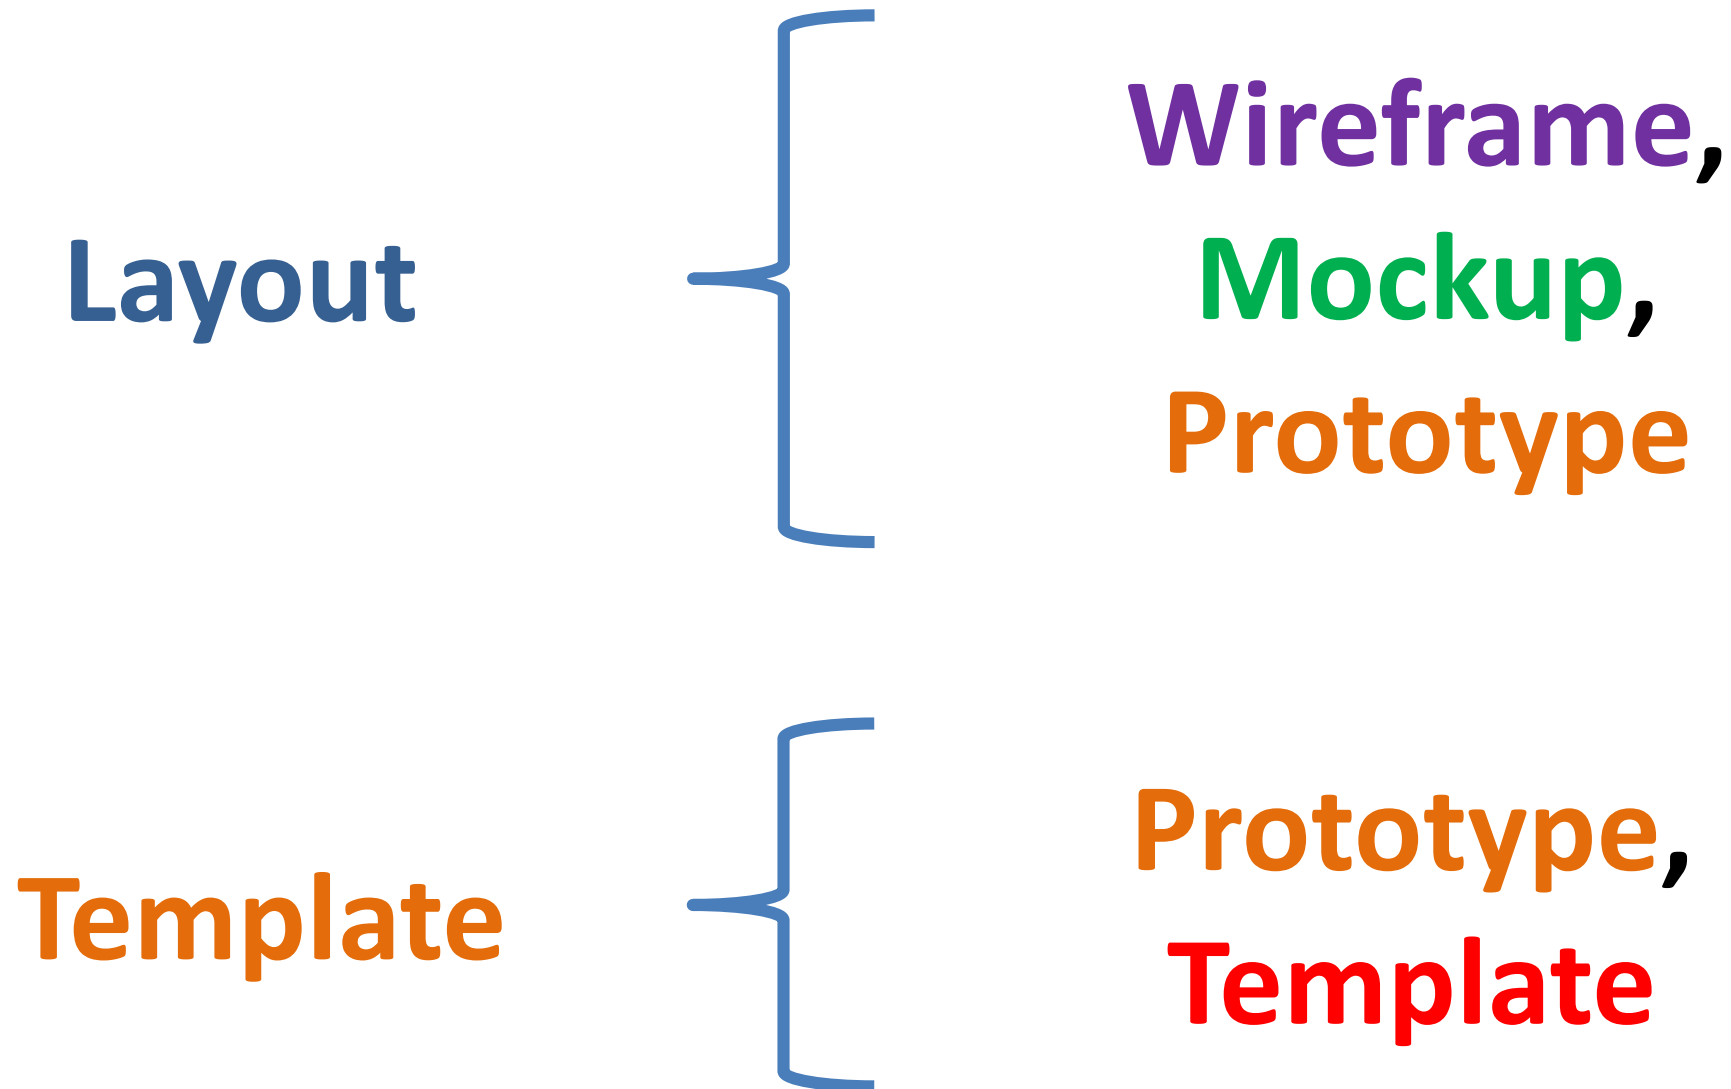 Layout
Wireframe,
Mockup,
Prototype
Template
Prototype,
Template